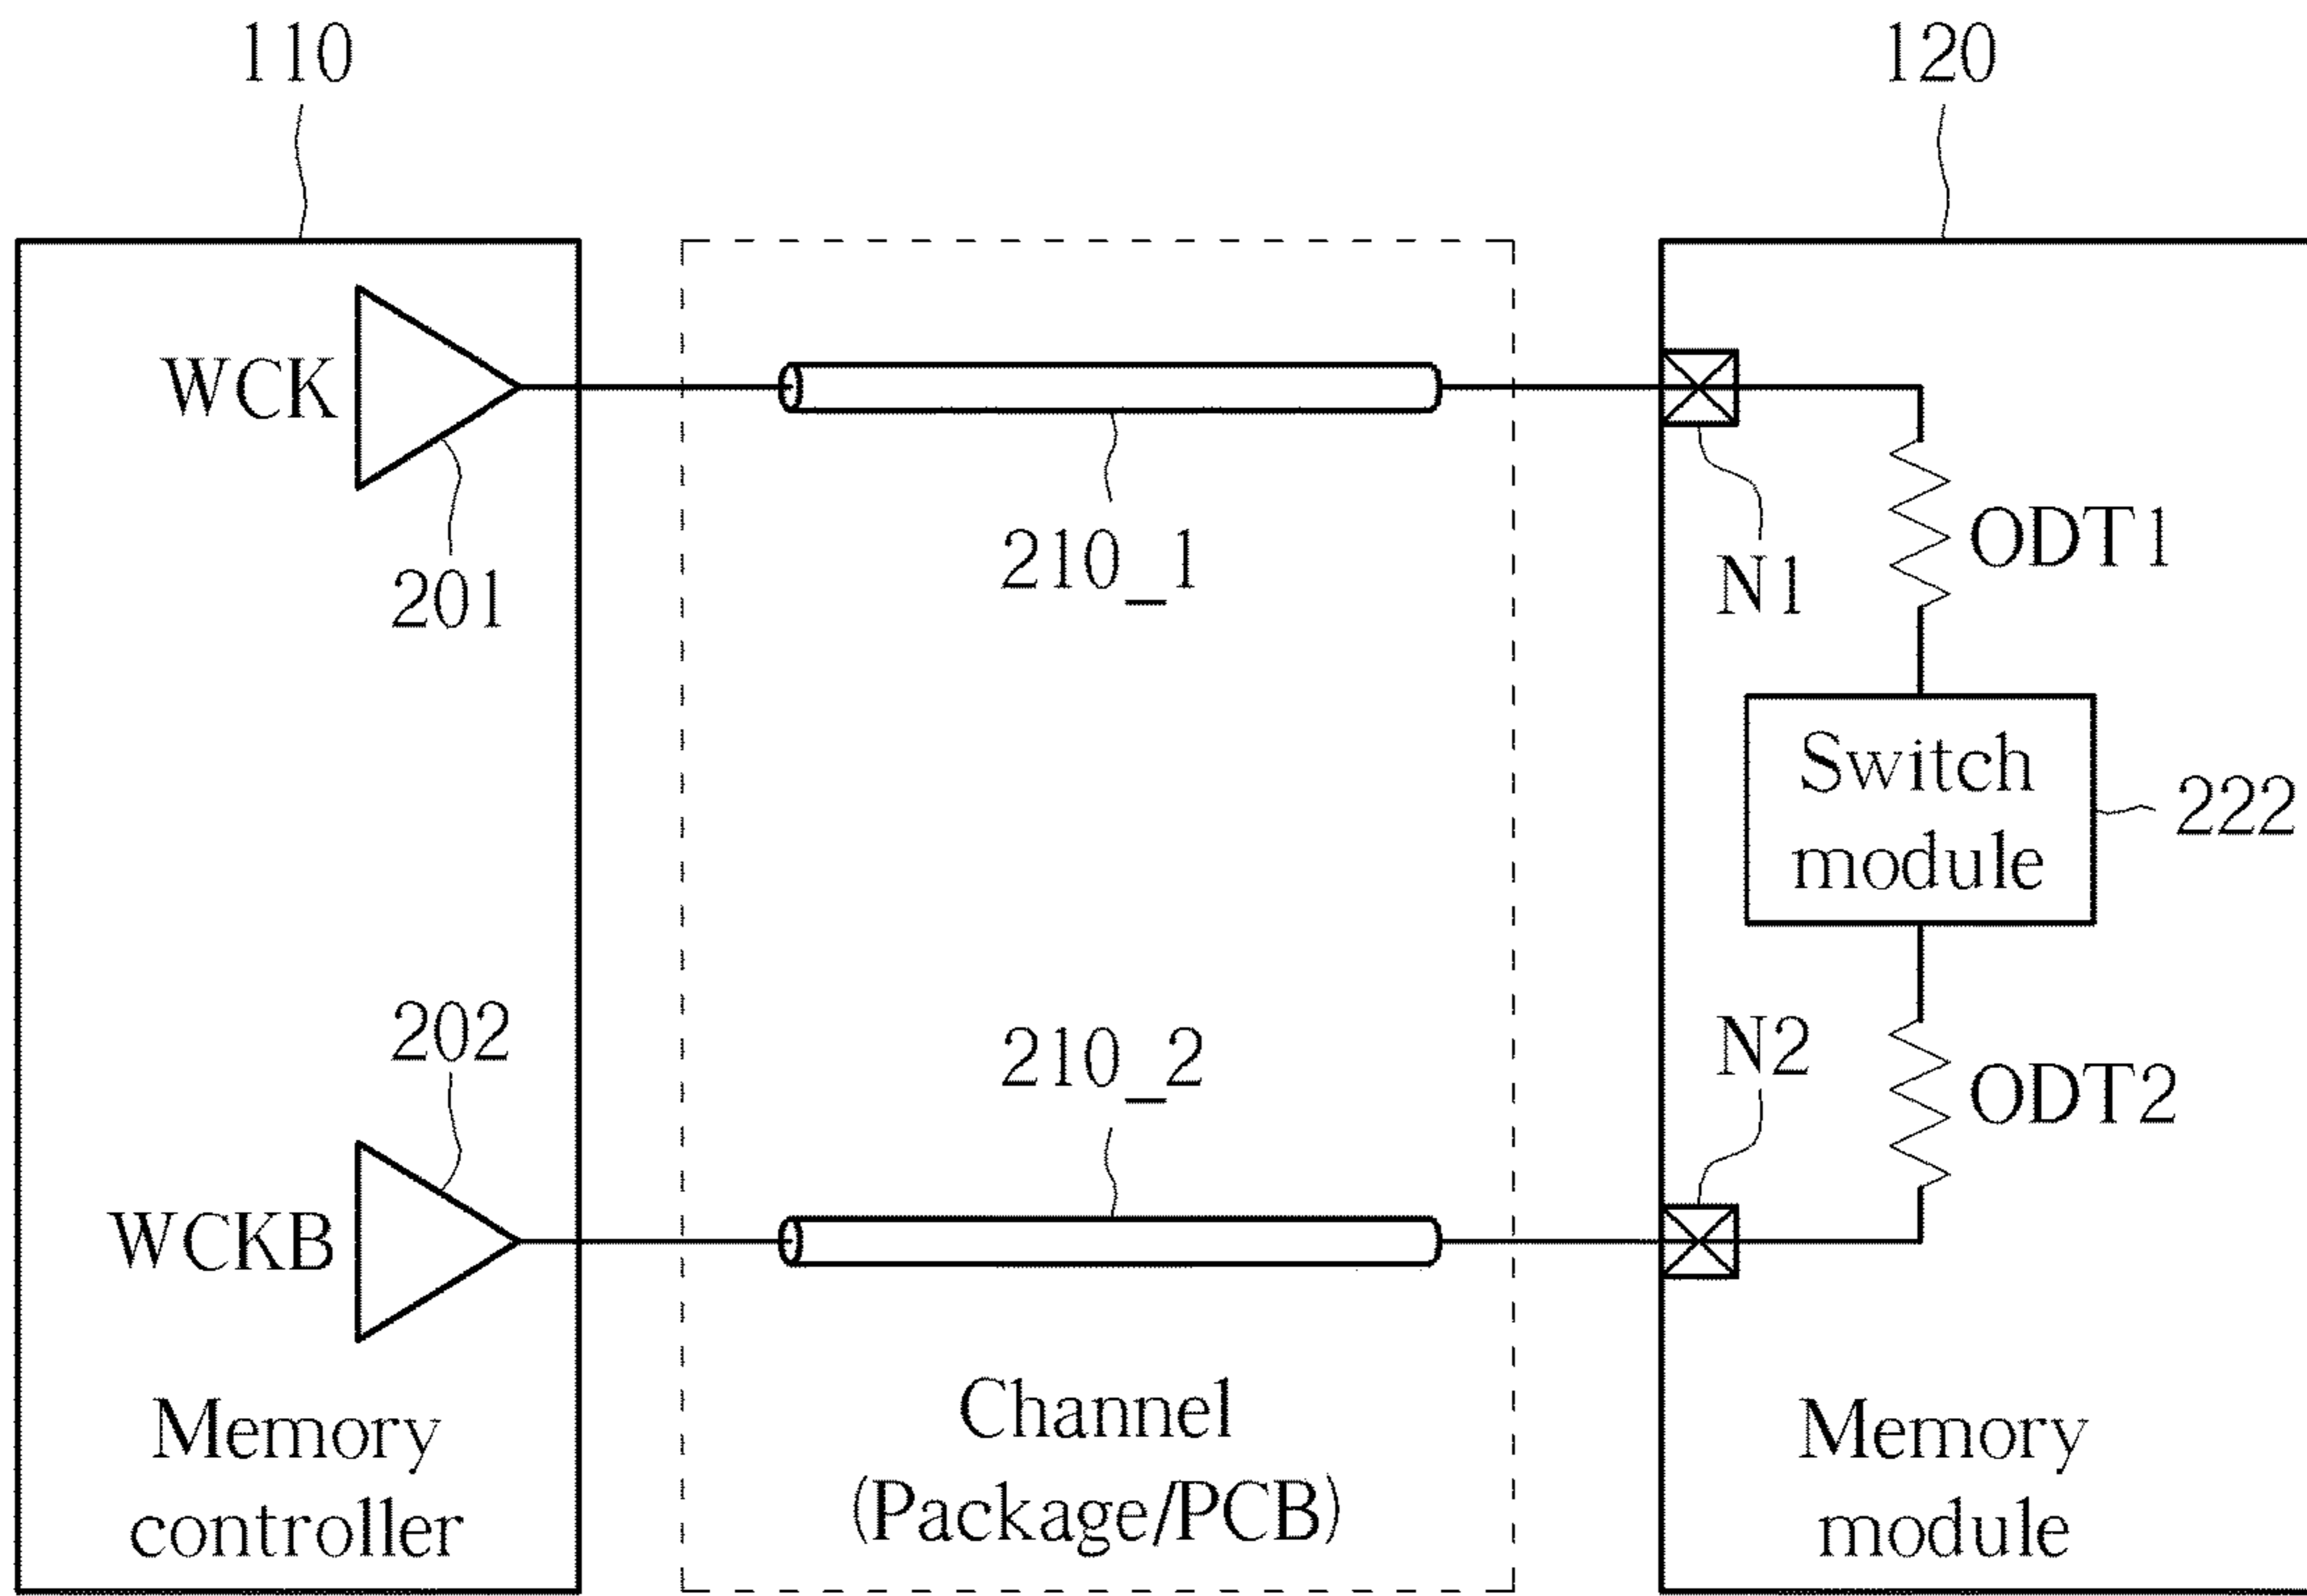 110
120
WCK
201
210_1
N1
ODT1
Switch
module
222
202
210_2
N2
ODT2
WCKB
Channel
(Package/PCB)
Memory
controller
Memory
module